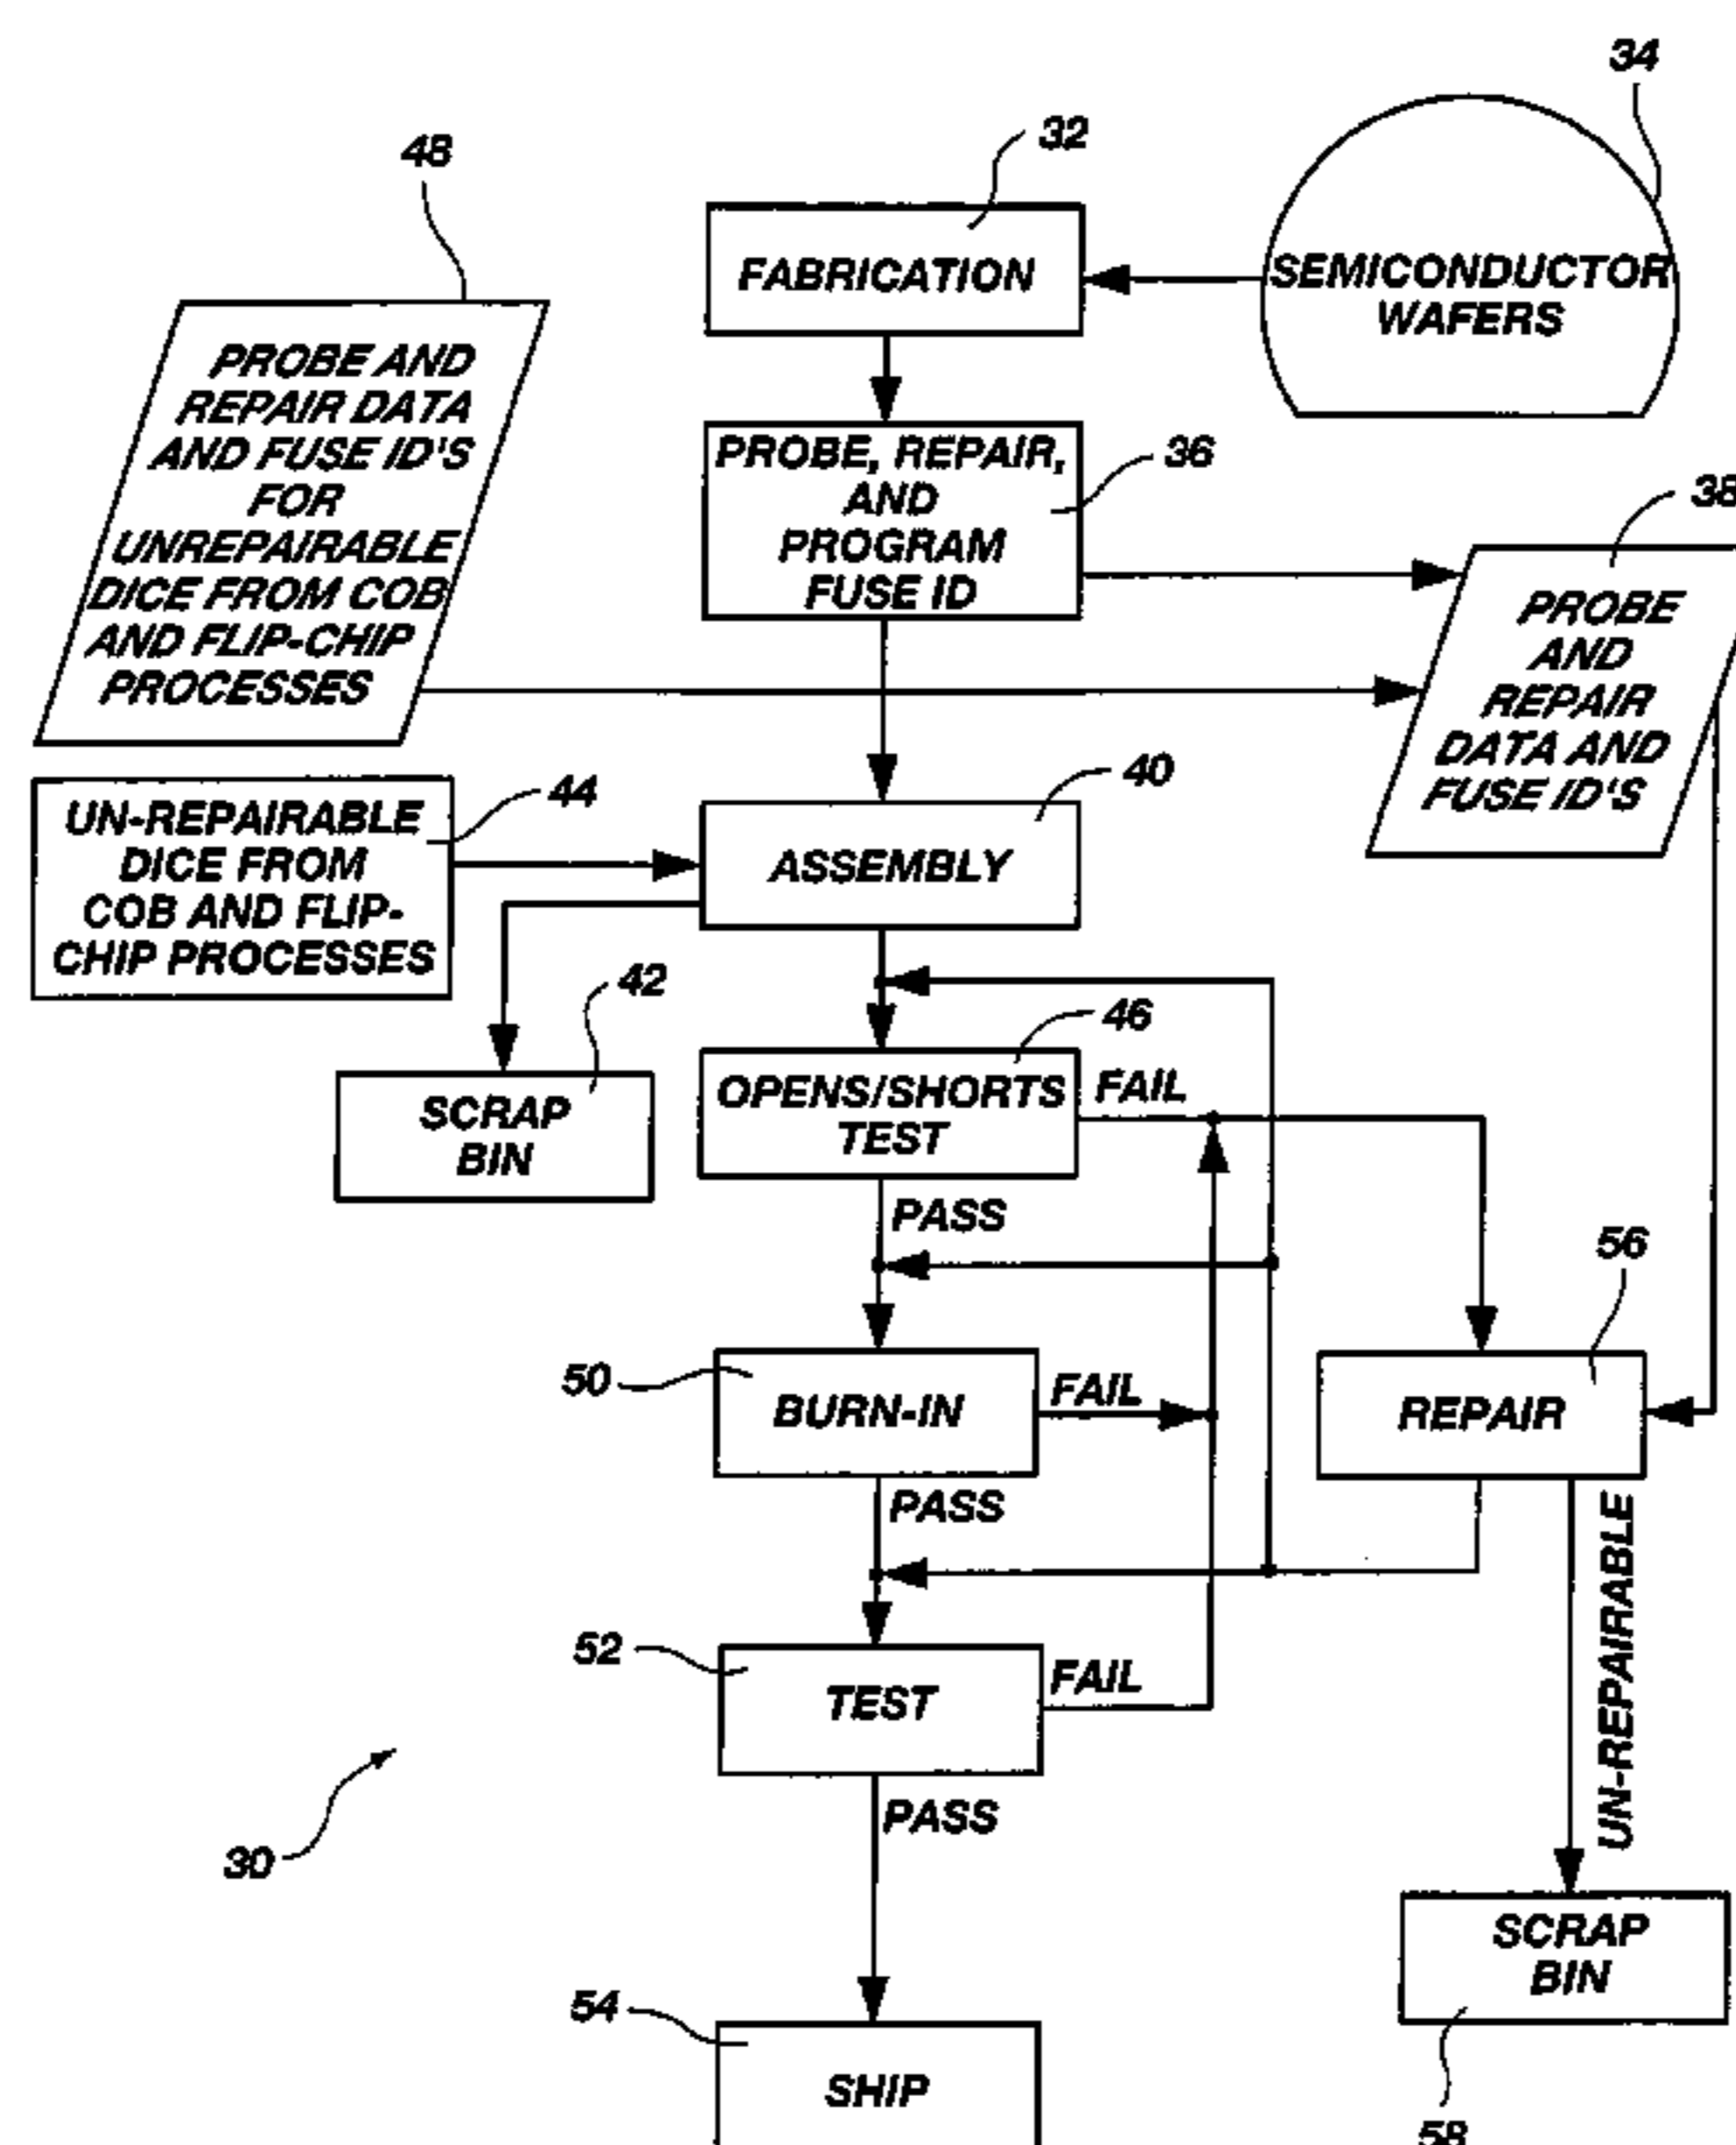 34
32
48
FABRICATION
SEMICONDUCTOR
WAFERS
PROBE AND
REPAIR DATA
AND FUSE ID'S
FOR
UNREPAIRABLE
DICE FROM COB
AND FLIP-CHIP
PROCESSES
PROBE, REPAIR,
AND
PROGRAM
FUSE ID
36
38
PROBE
AND
REPAIR
DATA AND
FUSE ID'S
40
44
UN-REPAIRABLE
DICE FROM
COB AND FLIP-
CHIP PROCESSES
ASSEMBLY
42
46
SCRAP
BIN
OPENS/SHORTS
TEST
FAIL
PASS
56
50
BURN-IN
FAIL
REPAIR
PASS
UN-REPAIRABLE
52
TEST
FAIL
30
PASS
SCRAP
BIN
54
SHIP
58